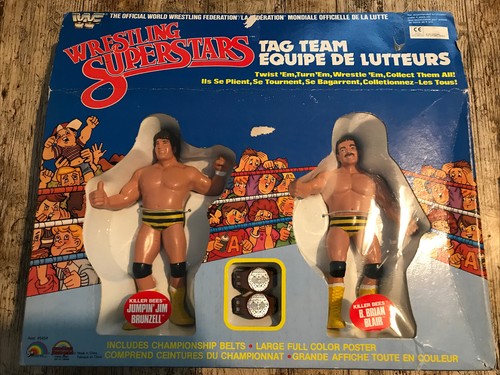 WWF
THE OFFICIAL WORLD WRESTLING FEDERATION
LA FÉDÉRATION MONDIALE OFFICIELLE DE LA LUTTE
WRESTLING
SUPERSTARS
TAG TEAM
EQUIPE DE LUTTEURS
Twist 'Em, Turn 'Em, Wrestle 'Em, Collect Them All!
Ils Se Plient, Se Tournent, Se Bagarrent, Colletionnez-Les Tous!
CE
KILLER BEES
JUMPIN' JIM
BRUNZELL
KILLER BEES
B. BRIAN
BLAIR
INCLUDES CHAMPIONSHIP BELTS • LARGE FULL COLOR POSTER
COMPREND CEINTURES DU CHAMPIONNAT • GRANDE AFFICHE TOUTE EN COULEUR